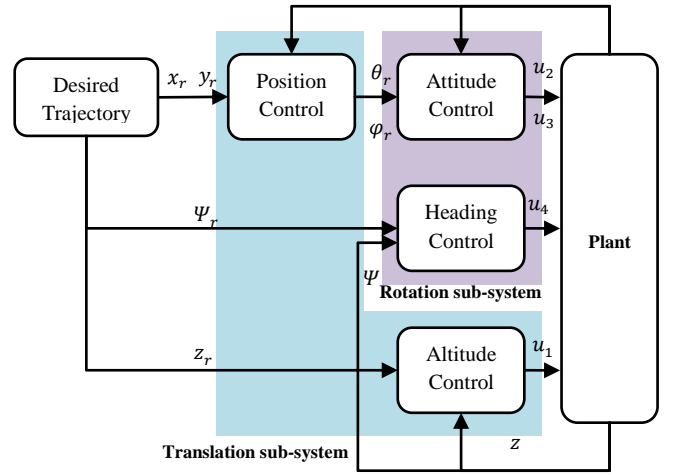 Desired
Trajectory
x_r y_r
Position
Control
θ_r
φ_r
Attitude
Control
u_2
u_3
Ψ_r
Heading
Control
u_4
Plant
Ψ
Rotation sub-system
z_r
Altitude
Control
u_1
Translation sub-system
z